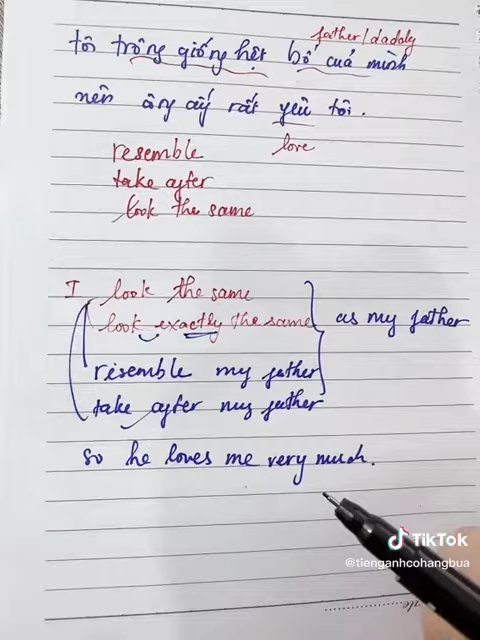 father/dadaly
tôi trông giống hệt bố của mình
nên ông ấy rất yêu tôi.
love
resemble
take after
look the same
I look the same
look exactly the same
as my father
resemble my father
take after my father
so he loves me very much.
TikTok
@tienganhcohangbua